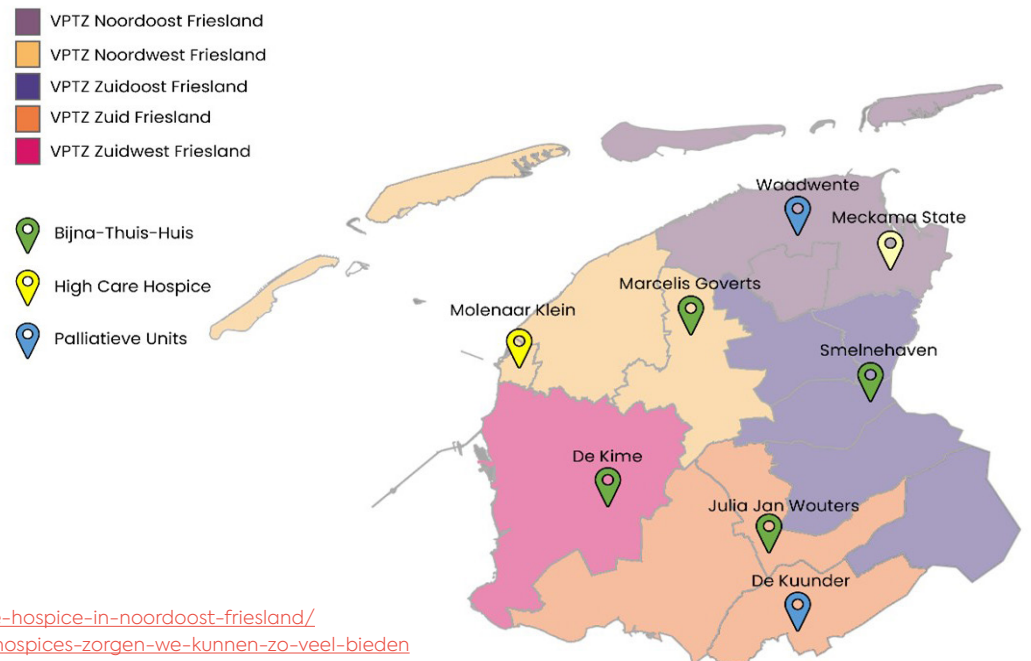 VPTZ Noordoost Friesland
VPTZ Noordwest Friesland
VPTZ Zuidoost Friesland
VPTZ Zuid Friesland
VPTZ Zuidwest Friesland
Bijna-Thuis-Huis
High Care Hospice
Palliatieve Units
Waadwente
Meckama State
Marcelis Goverts
Molenaar Klein
Smelnehaven
De Kime
Julia Jan Wouters
De Kuunder
-hospice-in-noordoost-friesland/
hospices-zorgen-we-kunnen-zo-veel-bieden